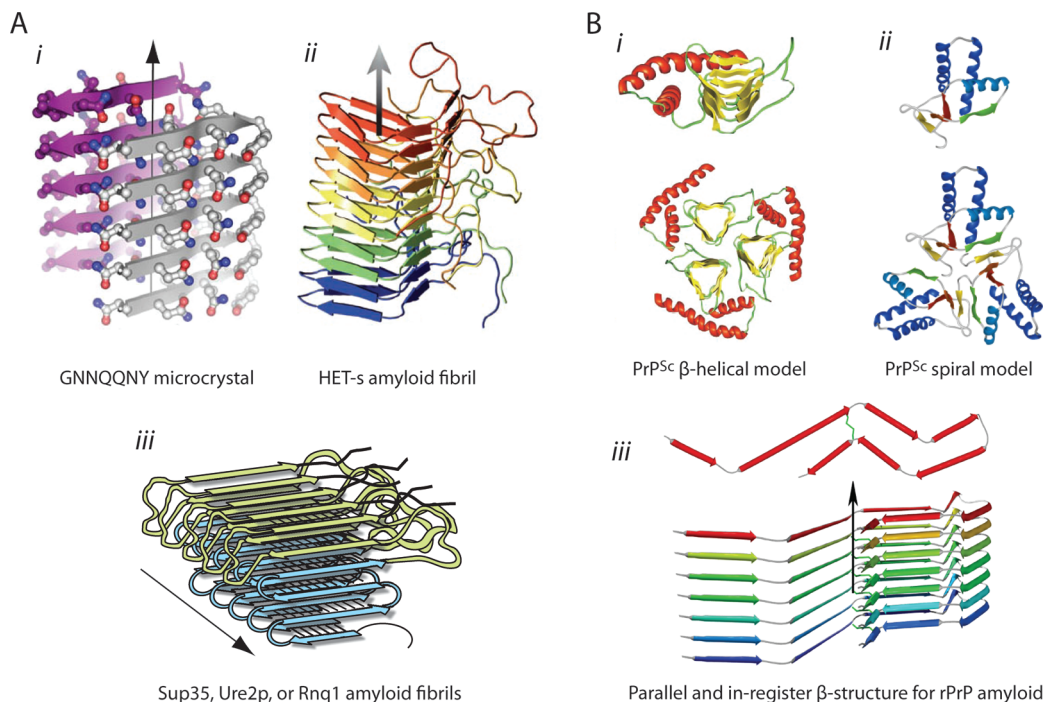 A
i
ii
GNNQQNY microcrystal
HET-s amyloid fibril
iii
Sup35, Ure2p, or Rnq1 amyloid fibrils
B
i
ii
PrPSc β-helical model
PrPSc spiral model
iii
Parallel and in-register β-structure for rPrP amyloid